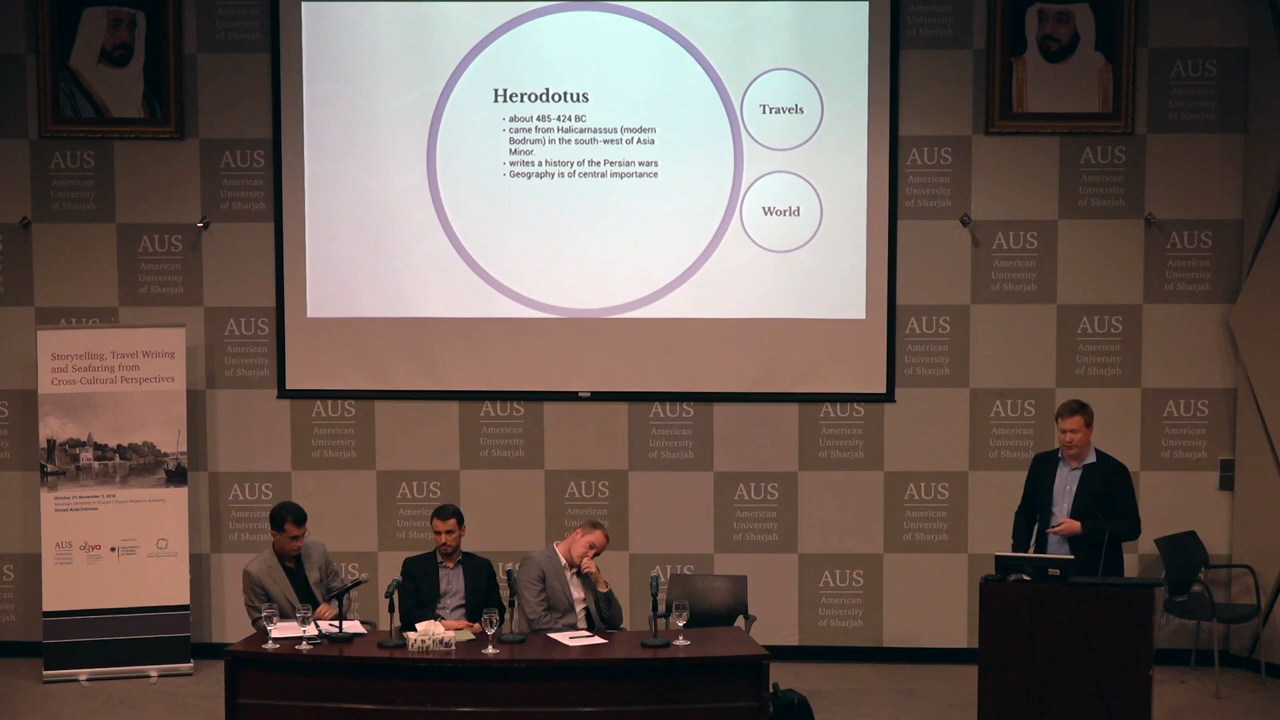 Herodotus
• about 485-424 BC
• came from Halicarnassus (modern
Bodrum) in the south-west of Asia
Minor.
• writes a history of the Persian wars
• Geography is of central importance
Travels
World
Storytelling, Travel Writing
and Seafaring from
Cross-Cultural Perspectives
United Arab Emirates
AUS
American
University
of Sharjah